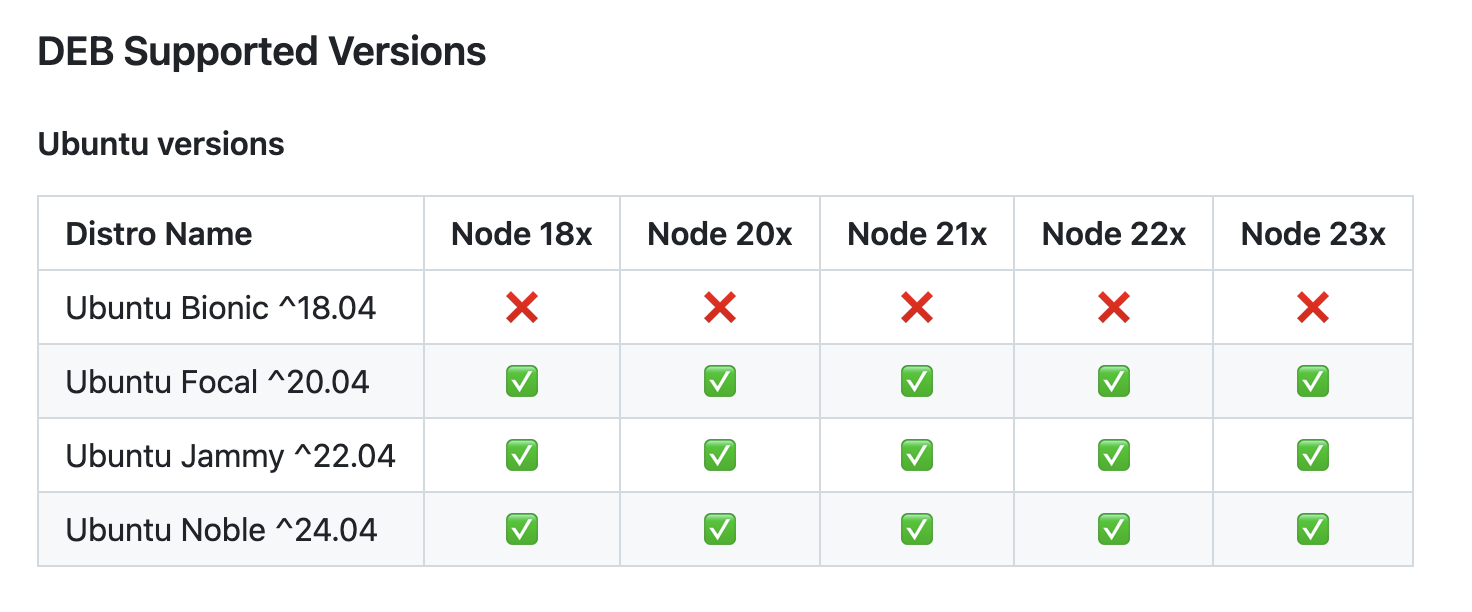 DEB Supported Versions
Ubuntu versions
Distro Name Node 18x Node 20x Node 21x Node 22x Node 23x
Ubuntu Bionic ^18.04 ❌ ❌ ❌ ❌ ❌
Ubuntu Focal ^20.04 ✅ ✅ ✅ ✅ ✅
Ubuntu Jammy ^22.04 ✅ ✅ ✅ ✅ ✅
Ubuntu Noble ^24.04 ✅ ✅ ✅ ✅ ✅